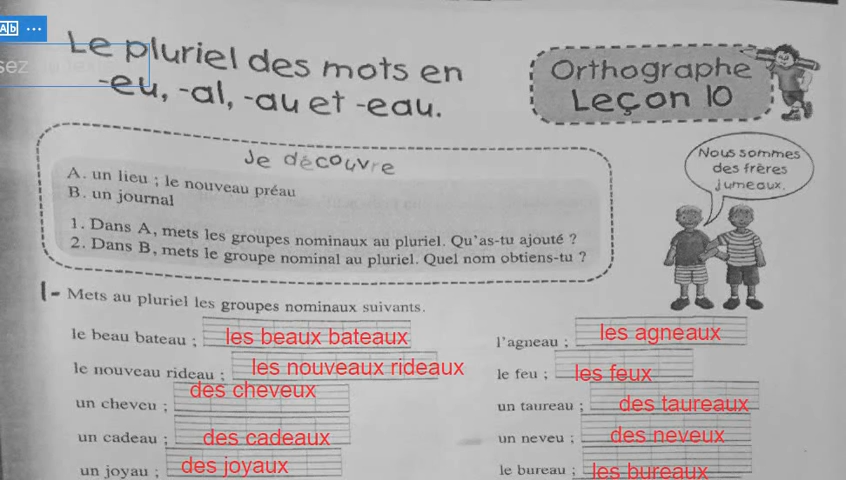 Ab ...
sez
Le pluriel des mots en
-eu, -al, -au et -eau.
Orthographe
Leçon 10
Je découvre
A. un lieu ; le nouveau préau
B. un journal
1. Dans A, mets les groupes nominaux au pluriel. Qu'as-tu ajouté ?
2. Dans B, mets le groupe nominal au pluriel. Quel nom obtiens-tu ?
Nous sommes
des frères
jumeaux.
1- Mets au pluriel les groupes nominaux suivants.
le beau bateau ; les beaux bateaux
le nouveau rideau ; les nouveaux rideaux
un cheveu ; des cheveux
un cadeau ; des cadeaux
un joyau ; des joyaux
l'agneau ; les agneaux
le feu ; les feux
un taureau ; des taureaux
un neveu ; des neveux
le bureau ; les bureaux